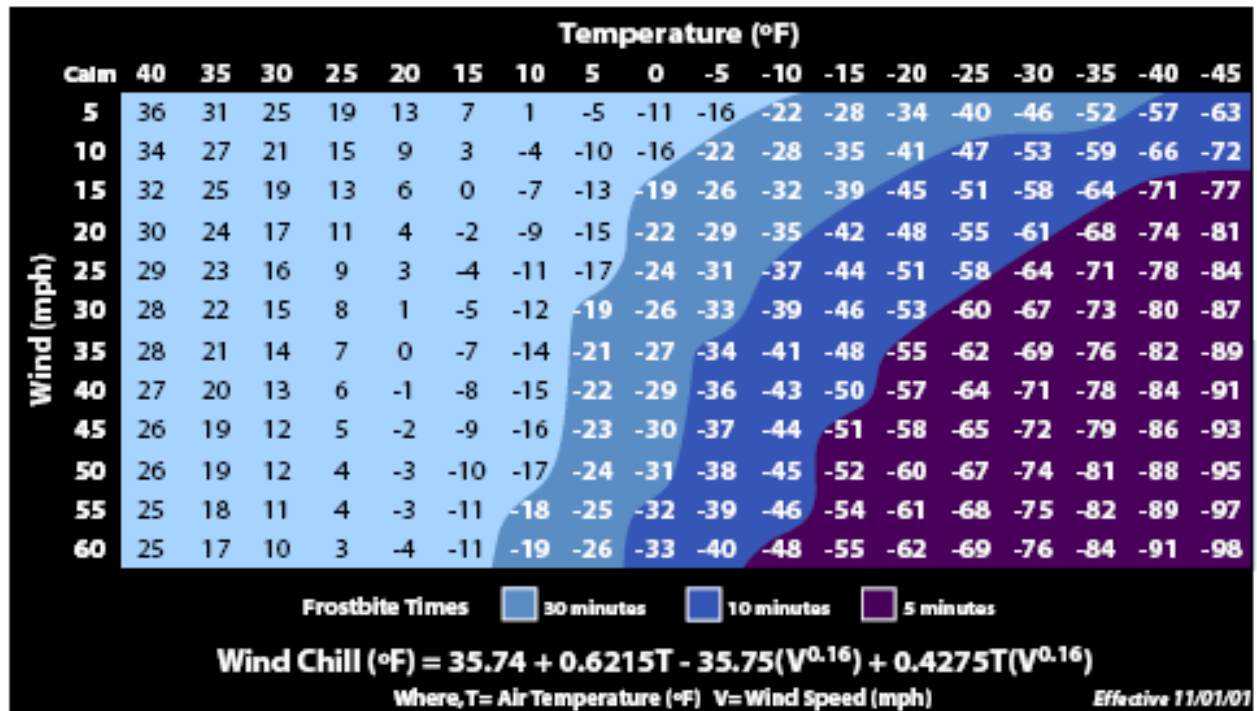 Temperature (ºF)
Calm 40 35 30 25 20 15 10 5 0 -5 -10 -15 -20 -25 -30 -35 -40 -45
5 36 31 25 19 13 7 1 -5 -11 -16 -22 -28 -34 -40 -46 -52 -57 -63
10 34 27 21 15 9 3 -4 -10 -16 -22 -28 -35 -41 -47 -53 -59 -66 -72
15 32 25 19 13 6 0 -7 -13 -19 -26 -32 -39 -45 -51 -58 -64 -71 -77
20 30 24 17 11 4 -2 -9 -15 -22 -29 -35 -42 -48 -55 -61 -68 -74 -81
25 29 23 16 9 3 -4 -11 -17 -24 -31 -37 -44 -51 -58 -64 -71 -78 -84
30 28 22 15 8 1 -5 -12 -19 -26 -33 -39 -46 -53 -60 -67 -73 -80 -87
35 28 21 14 7 0 -7 -14 -21 -27 -34 -41 -48 -55 -62 -69 -76 -82 -89
40 27 20 13 6 -1 -8 -15 -22 -29 -36 -43 -50 -57 -64 -71 -78 -84 -91
45 26 19 12 5 -2 -9 -16 -23 -30 -37 -44 -51 -58 -65 -72 -79 -86 -93
50 26 19 12 4 -3 -10 -17 -24 -31 -38 -45 -52 -60 -67 -74 -81 -88 -95
55 25 18 11 4 -3 -11 -18 -25 -32 -39 -46 -54 -61 -68 -75 -82 -89 -97
60 25 17 10 3 -4 -11 -19 -26 -33 -40 -48 -55 -62 -69 -76 -84 -91 -98
Wind (mph)
Frostbite Times 30 minutes 10 minutes 5 minutes
Wind Chill (ºF) = 35.74 + 0.6215T - 35.75(V^0.16) + 0.4275T(V^0.16)
Where, T= Air Temperature (ºF) V= Wind Speed (mph) Effective 11/01/01